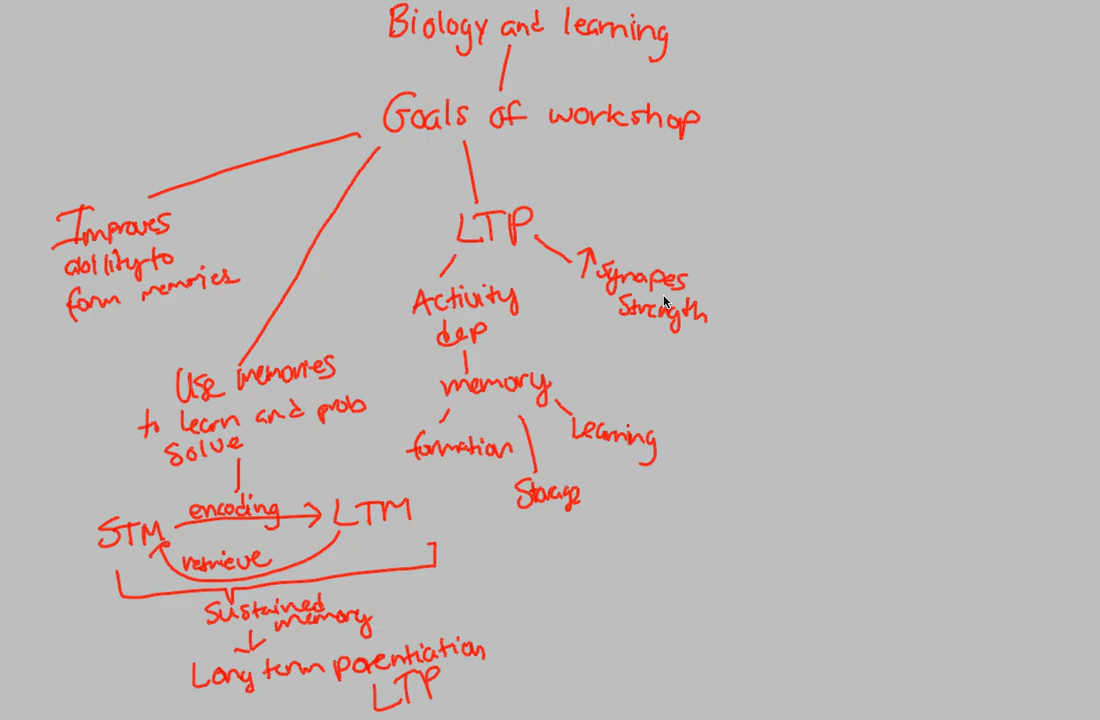 Biology and learning
Goals of workshop
Improves
ability to
form memories
LTP
↑ Synapes
Strength
Activity
dep
memory
formation
Storage
Learning
Use memories
to learn and prob
Solve
STM encoding LTM
retrieve
Sustained
memory
Long term potentiation
LTP